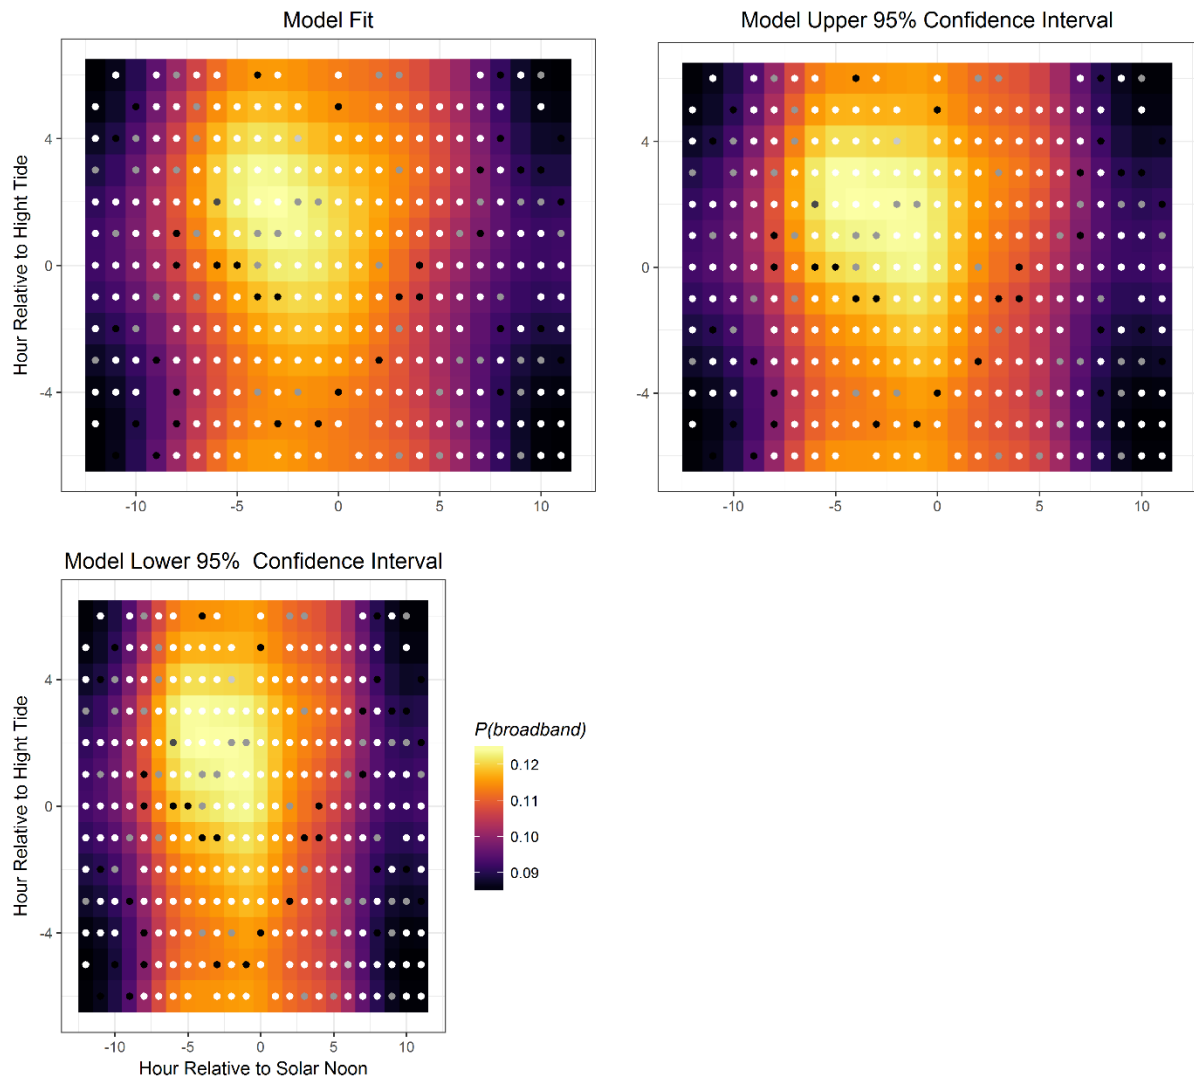 Model Fit
Model Upper 95% Confidence Interval
Hour Relative to Hight Tide
4
0
-4
-10 -5 0 5 10
4
0
-4
-10 -5 0 5 10
Model Lower 95% Confidence Interval
Hour Relative to Hight Tide
4
0
-4
-10 -5 0 5 10
Hour Relative to Solar Noon
P(broadband)
0.12
0.11
0.10
0.09